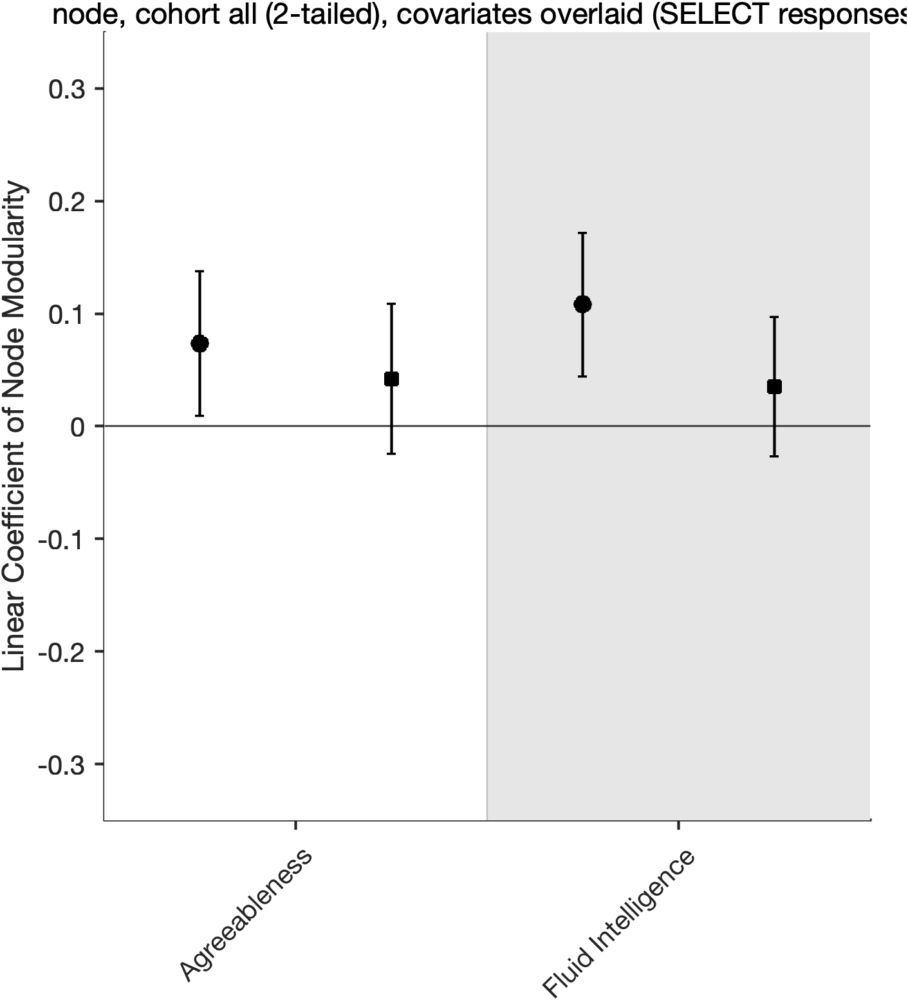 node, cohort all (2-tailed), covariates overlaid (SELECT responses
Linear Coefficient of Node Modularity
0.3
0.2
0.1
0
-0.1
-0.2
-0.3
Agreeableness
Fluid Intelligence